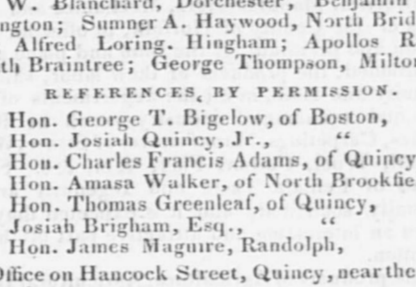 W. Blanchard, Dorchester; Benjamin
ngton; Sumner A. Haywood, North Brid
Alfred Loring. Hingham; Apollos R
th Braintree; George Thompson, Milto
REFERENCES, BY PERMISSION.
Hon. George T. Bigelow, of Boston,
Hon. Josiah Quincy, Jr., “
Hon. Charles Francis Adams, of Quincy
Hon. Amasa Walker, of North Brookfie
Hon. Thomas Greenleaf, of Quincy,
Josiah Brigham, Esq., “
Hon. James Maguire, Randolph,
Office on Hancock Street, Quincy, near the